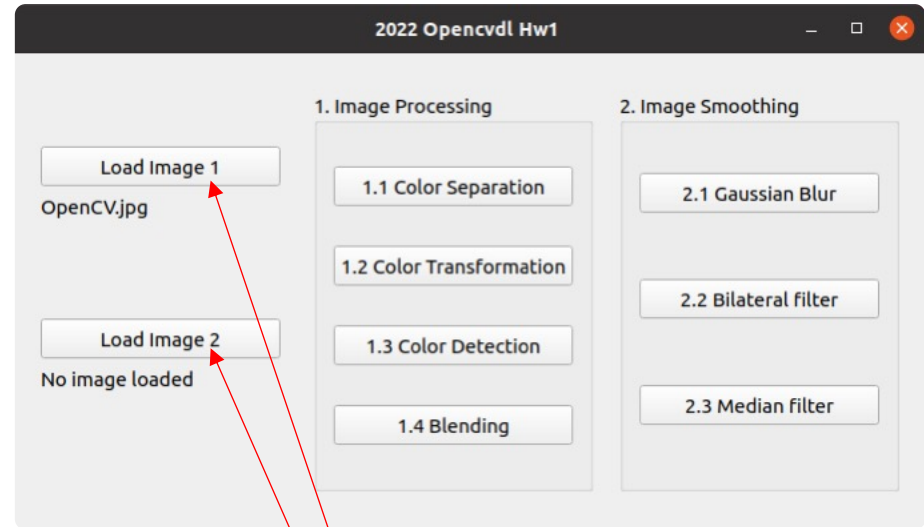 2022 Opencvdl Hw1
Load Image 1
OpenCV.jpg
Load Image 2
No image loaded
1. Image Processing
1.1 Color Separation
1.2 Color Transformation
1.3 Color Detection
1.4 Blending
2. Image Smoothing
2.1 Gaussian Blur
2.2 Bilateral filter
2.3 Median filter